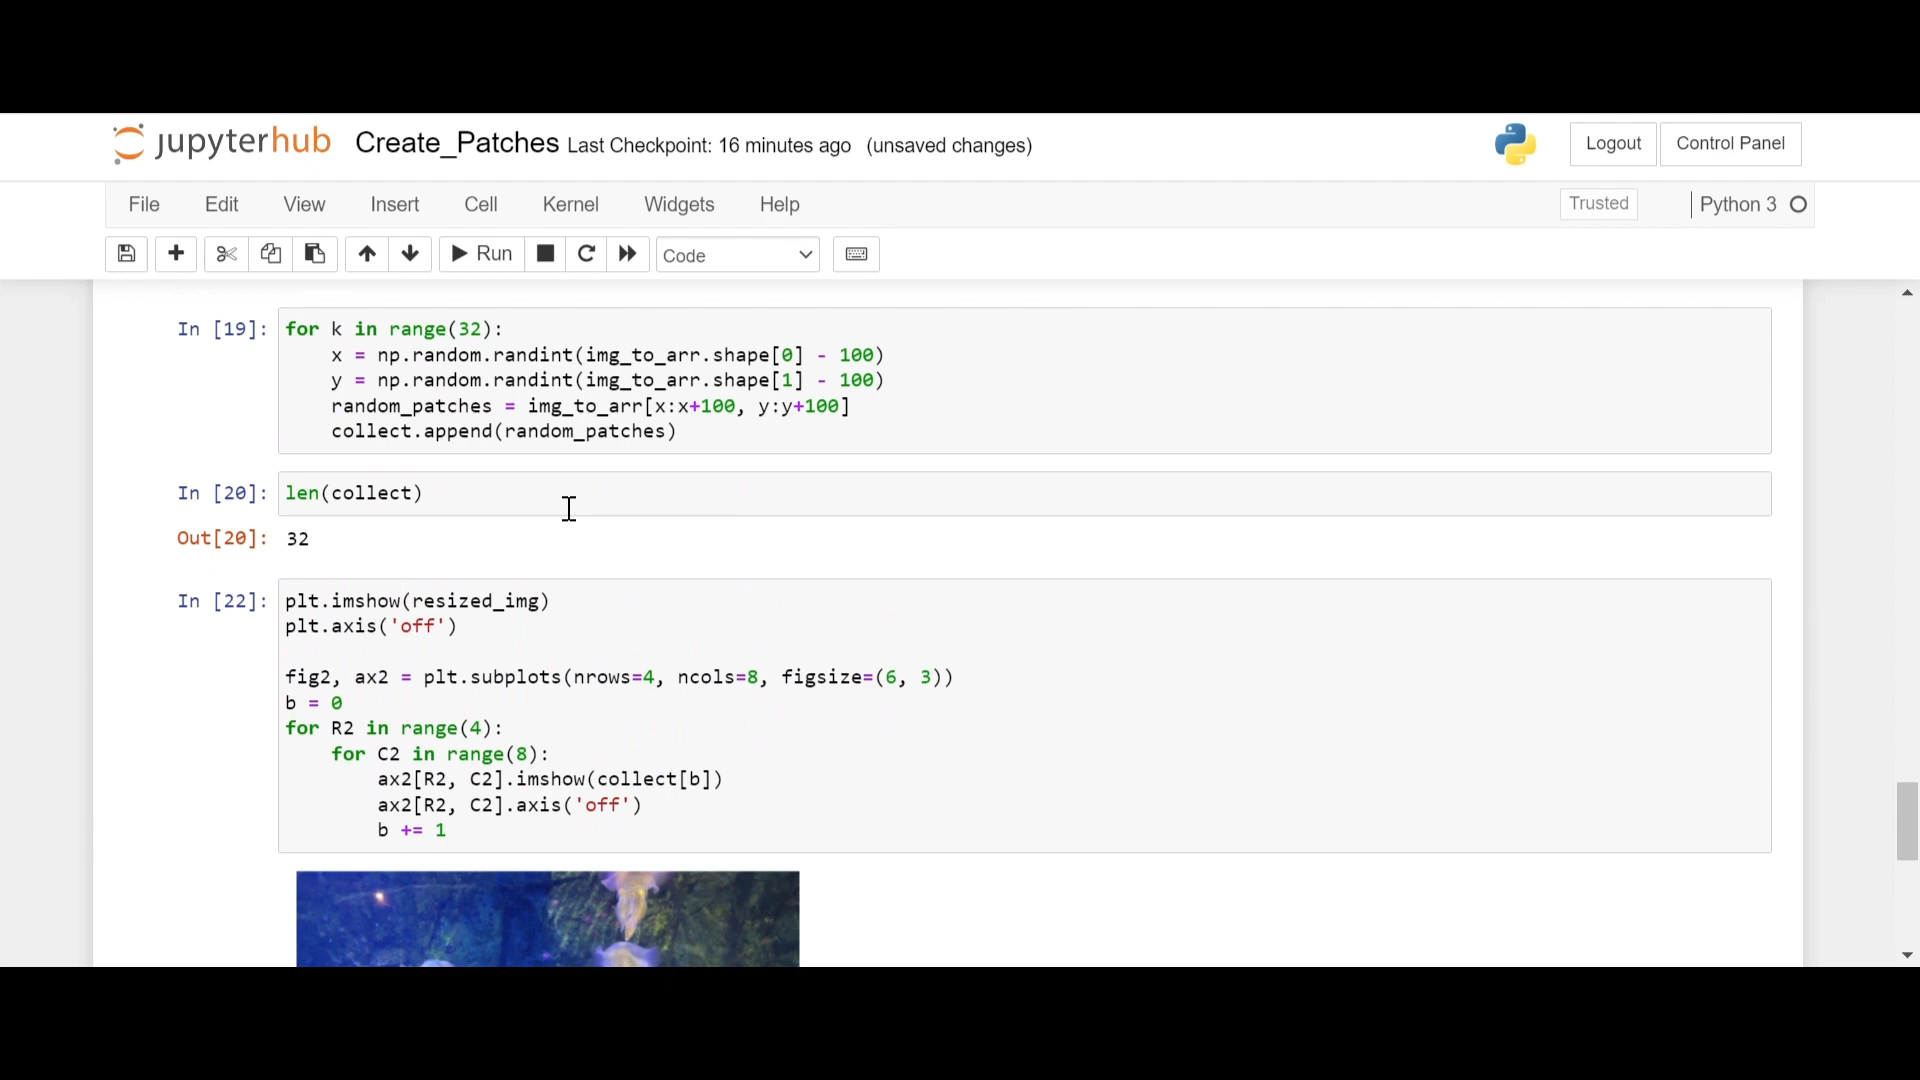 jupyterhub Create_Patches Last Checkpoint: 16 minutes ago (unsaved changes) Logout Control Panel
File Edit View Insert Cell Kernel Widgets Help Trusted Python 3
Run Code
In [19]: for k in range(32):
    x = np.random.randint(img_to_arr.shape[0] - 100)
    y = np.random.randint(img_to_arr.shape[1] - 100)
    random_patches = img_to_arr[x:x+100, y:y+100]
    collect.append(random_patches)
In [20]: len(collect)
Out[20]: 32
In [22]: plt.imshow(resized_img)
plt.axis('off')
fig2, ax2 = plt.subplots(nrows=4, ncols=8, figsize=(6, 3))
b = 0
for R2 in range(4):
    for C2 in range(8):
        ax2[R2, C2].imshow(collect[b])
        ax2[R2, C2].axis('off')
        b += 1